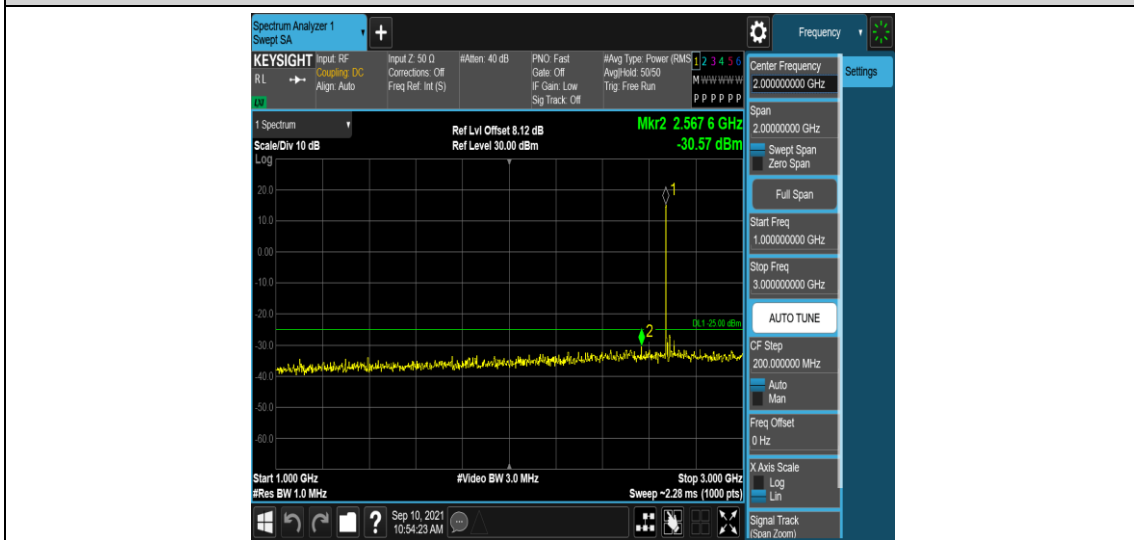 Spectrum Analyzer 1
Swept SA
+
Frequency
KEYSIGHT
RL
LNI
Input: RF
Coupling: DC
Align: Auto
Input Z: 50 Ω
Corrections: Off
Freq Ref: Int (S)
#Atten: 40 dB
PNO: Fast
Gate: Off
IF Gain: Low
Sig Track: Off
#Avg Type: Power (RMS
Avg|Hold: 50/50
Trig: Free Run
1 2 3 4 5 6
M W W W W W
P P P P P P
1 Spectrum
Scale/Div 10 dB
Ref Lvl Offset 8.12 dB
Ref Level 30.00 dBm
Mkr2 2.567 6 GHz
-30.57 dBm
Log
20.0
10.0
0.00
-10.0
-20.0
-30.0
-40.0
-50.0
-60.0
1
2
DL1 -25.00 dBm
Start 1.000 GHz
#Res BW 1.0 MHz
#Video BW 3.0 MHz
Stop 3.000 GHz
Sweep ~2.28 ms (1000 pts)
?
Sep 10, 2021
10:54:23 AM
Center Frequency
2.000000000 GHz
Settings
Span
2.00000000 GHz
Swept Span
Zero Span
Full Span
Start Freq
1.000000000 GHz
Stop Freq
3.000000000 GHz
AUTO TUNE
CF Step
200.000000 MHz
Auto
Man
Freq Offset
0 Hz
X Axis Scale
Log
Lin
Signal Track
(Span Zoom)